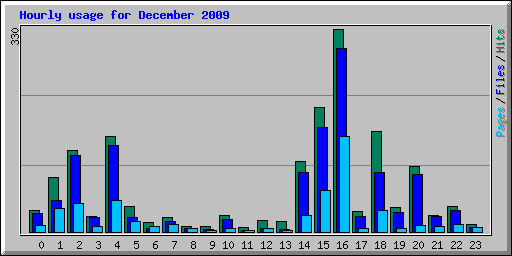 Hourly usage for December 2009
330
Pages/Files/Hits
0 1 2 3 4 5 6 7 8 9 10 11 12 13 14 15 16 17 18 19 20 21 22 23